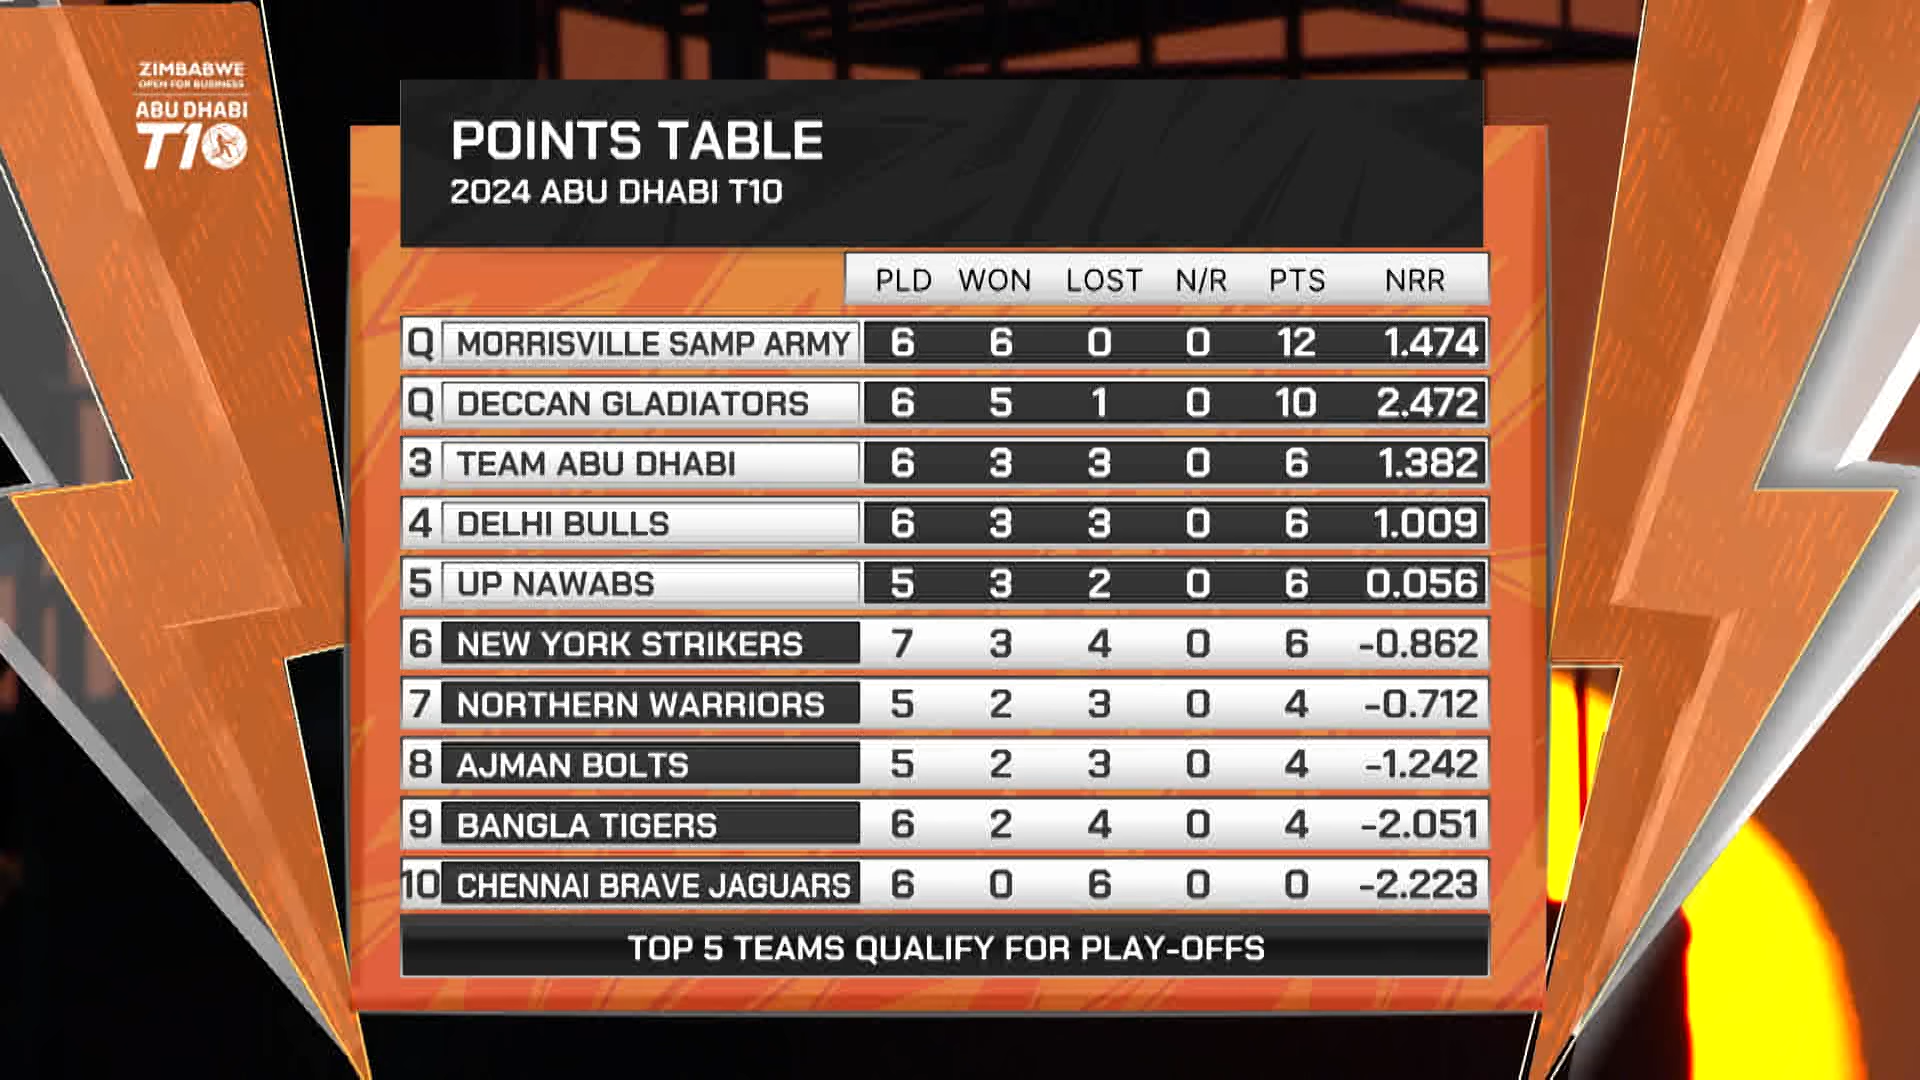 ZIMBABWE
OPEN FOR BUSINESS
ABU DHABI
T10
POINTS TABLE
2024 ABU DHABI T10
PLD WON LOST N/R PTS NRR
Q MORRISVILLE SAMP ARMY 6 6 0 0 12 1.474
Q DECCAN GLADIATORS 6 5 1 0 10 2.472
3 TEAM ABU DHABI 6 3 3 0 6 1.382
4 DELHI BULLS 6 3 3 0 6 1.009
5 UP NAWABS 5 3 2 0 6 0.056
6 NEW YORK STRIKERS 7 3 4 0 6 -0.862
7 NORTHERN WARRIORS 5 2 3 0 4 -0.712
8 AJMAN BOLTS 5 2 3 0 4 -1.242
9 BANGLA TIGERS 6 2 4 0 4 -2.051
10 CHENNAI BRAVE JAGUARS 6 0 6 0 0 -2.223
TOP 5 TEAMS QUALIFY FOR PLAY-OFFS